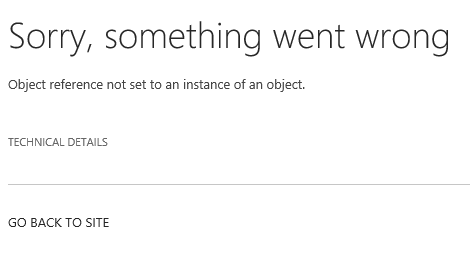 Sorry, something went wrong
Object reference not set to an instance of an object.
TECHNICAL DETAILS
GO BACK TO SITE